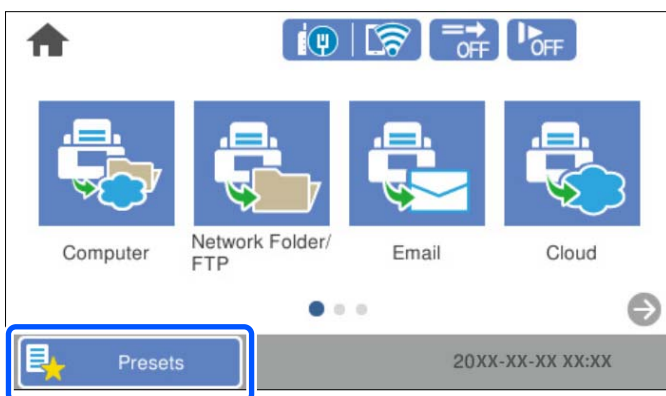 OFF
OFF
Computer
Network Folder/
FTP
Email
Cloud
Presets
20XX-XX-XX XX:XX